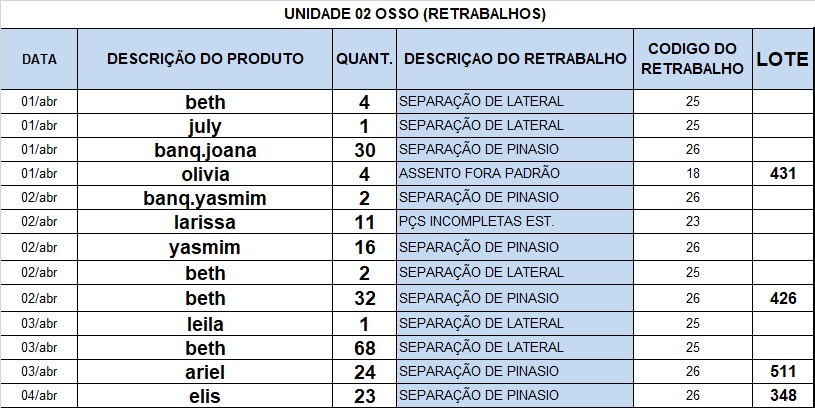 UNIDADE 02 OSSO (RETRABALHOS)
DATA DESCRIÇÃO DO PRODUTO QUANT. DESCRIÇAO DO RETRABALHO CODIGO DO RETRABALHO LOTE
01/abr beth 4 SEPARAÇÃO DE LATERAL 25
01/abr july 1 SEPARAÇÃO DE LATERAL 25
01/abr banq.joana 30 SEPARAÇÃO DE PINASIO 26
01/abr olivia 4 ASSENTO FORA PADRÃO 18 431
02/abr banq.yasmim 2 SEPARAÇÃO DE PINASIO 26
02/abr larissa 11 PÇS INCOMPLETAS EST. 23
02/abr yasmim 16 SEPARAÇÃO DE PINASIO 26
02/abr beth 2 SEPARAÇÃO DE LATERAL 25
02/abr beth 32 SEPARAÇÃO DE PINASIO 26 426
03/abr leila 1 SEPARAÇÃO DE LATERAL 25
03/abr beth 68 SEPARAÇÃO DE LATERAL 25
03/abr ariel 24 SEPARAÇÃO DE PINASIO 26 511
04/abr elis 23 SEPARAÇÃO DE PINASIO 26 348